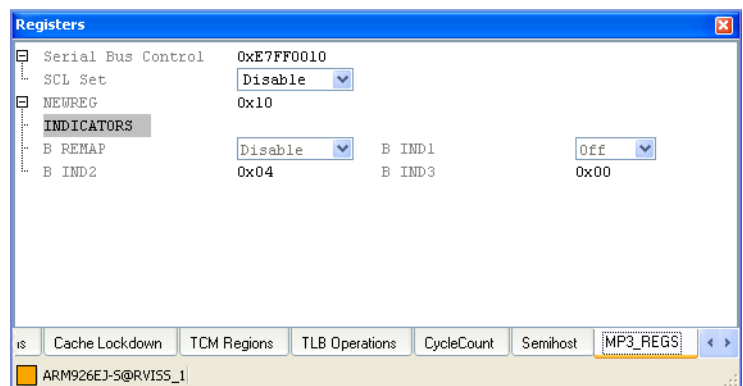 Registers
Serial Bus Control 0xE7FF0010
SCL Set Disable
NEWREG 0x10
INDICATORS
B REMAP Disable B IND1 Off
B IND2 0x04 B IND3 0x00
Cache Lockdown TCM Regions TLB Operations CycleCount Semihost MP3_REGS
ARM926EJ-S@RVISS_1